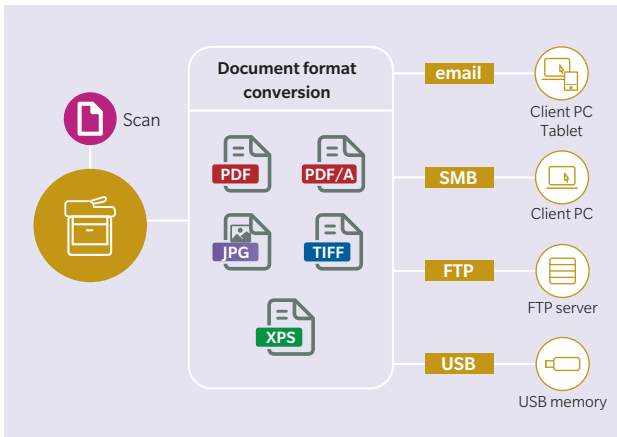 Scan
Document format
conversion
PDF
PDF/A
JPG
TIFF
XPS
email
Client PC
Tablet
SMB
Client PC
FTP
FTP server
USB
USB memory